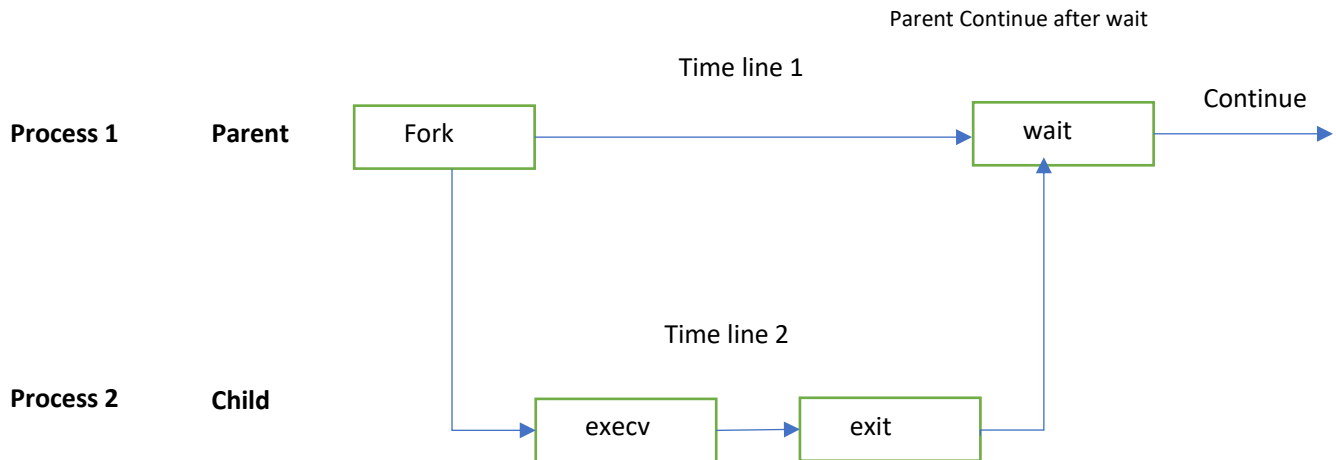 Parent Continue after wait
Time line 1
Continue
Process 1 Parent Fork wait
Time line 2
Process 2 Child execv exit